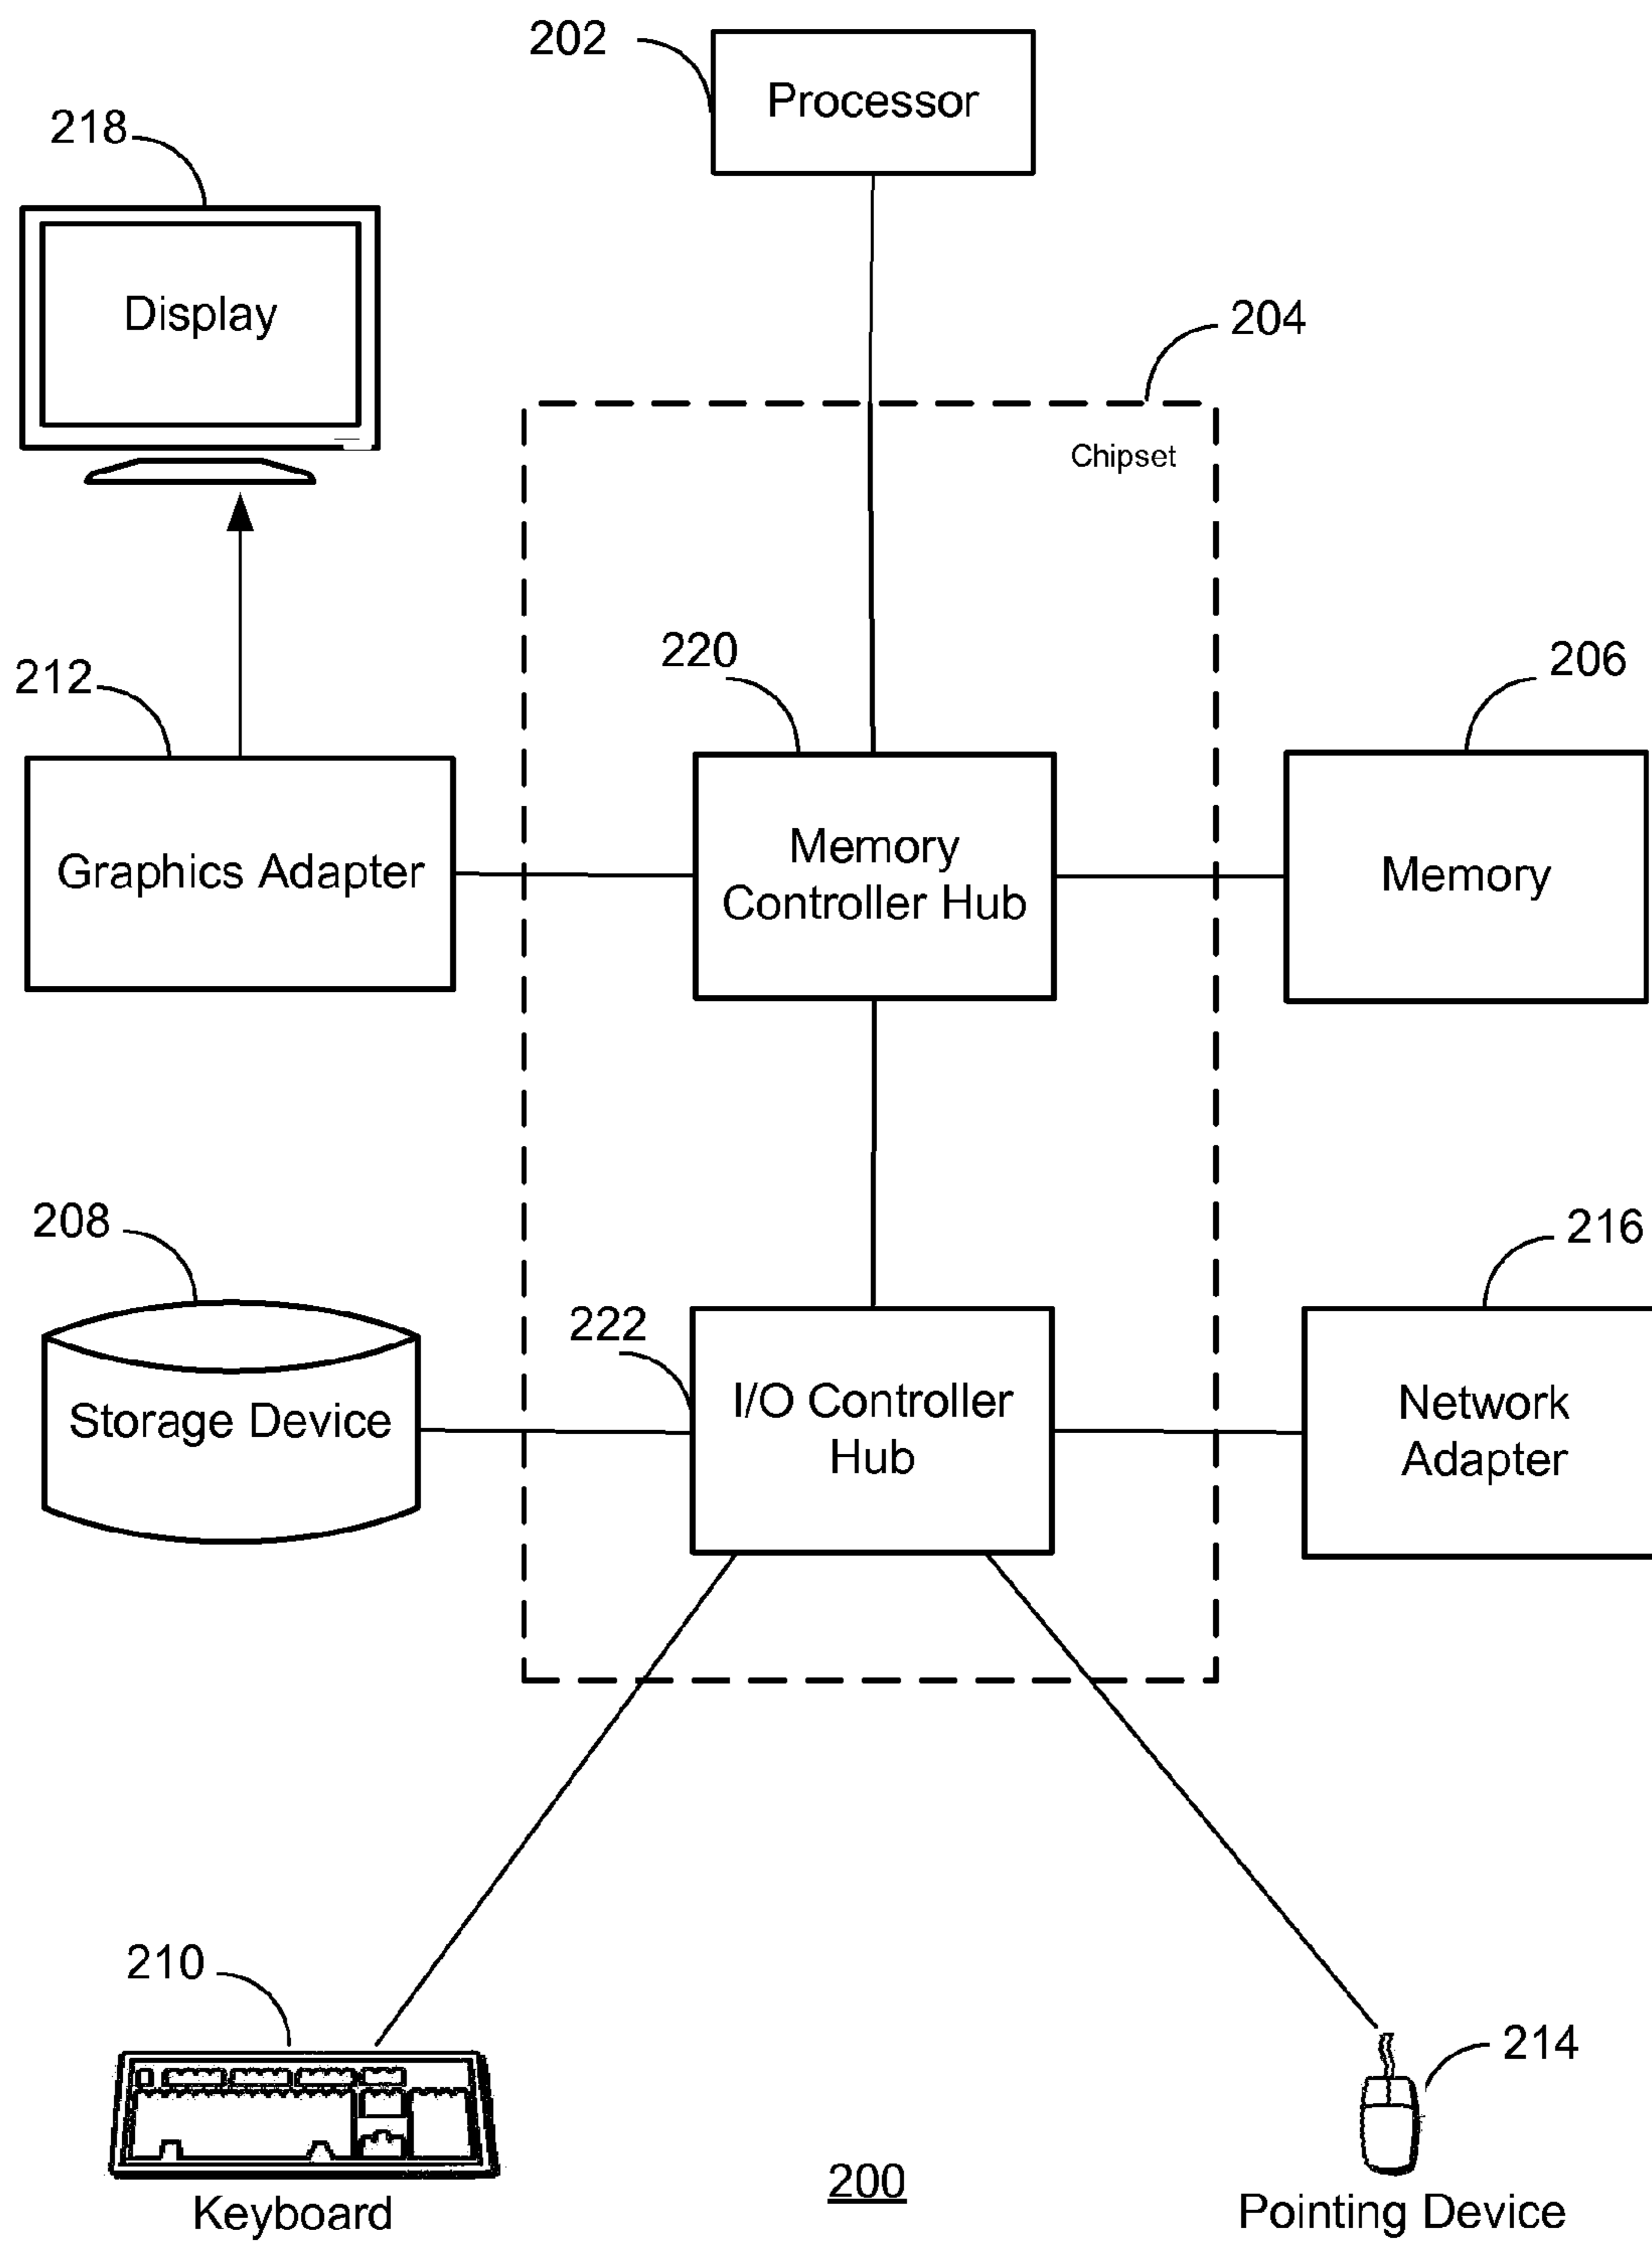 202
Processor
218
Display
204
Chipset
220
206
212
Memory
Controller Hub
Graphics Adapter
Memory
208
216
222
I/O Controller
Hub
Storage Device
Network
Adapter
210
214
200
Keyboard
Pointing Device